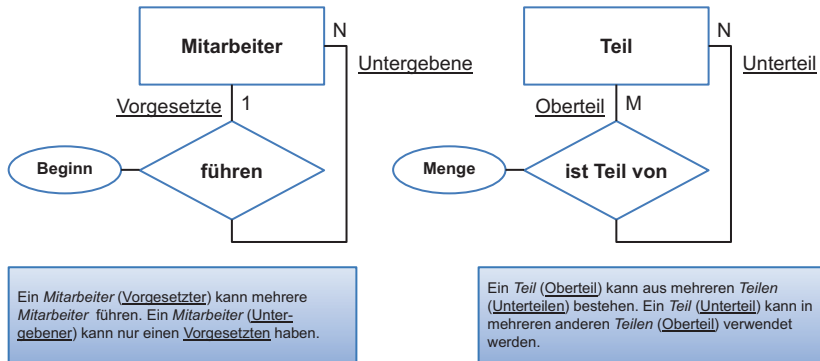 Mitarbeiter
N
Untergebene
Vorgesetzte
1
Beginn
führen
Ein Mitarbeiter (Vorgesetzter) kann mehrere
Mitarbeiter führen. Ein Mitarbeiter (Unter-
gebener) kann nur einen Vorgesetzten haben.
Teil
N
Unterteil
Oberteil
M
Menge
ist Teil von
Ein Teil (Oberteil) kann aus mehreren Teilen
(Unterteilen) bestehen. Ein Teil (Unterteil) kann in
mehreren anderen Teilen (Oberteil) verwendet
werden.